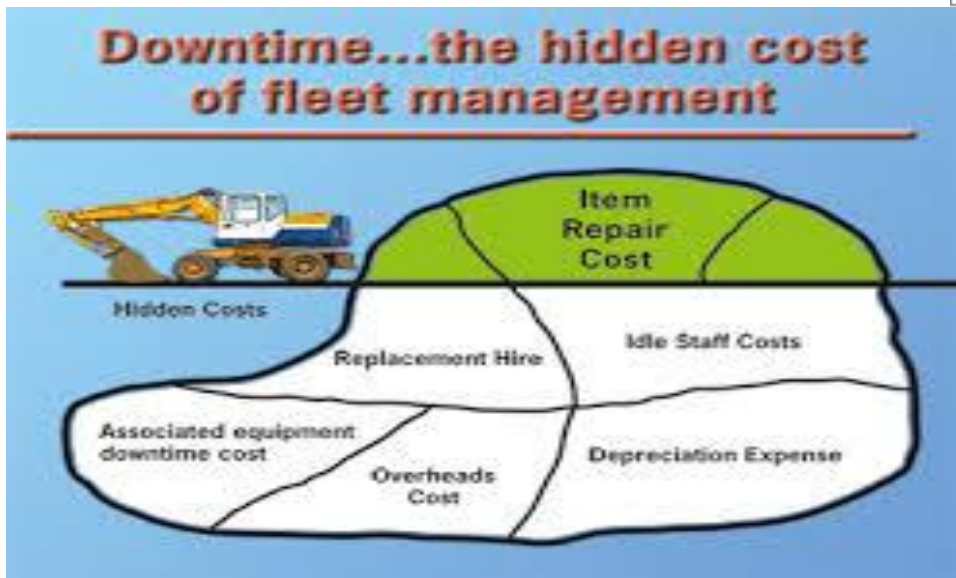 Downtime...the hidden cost
of fleet management
Item
Repair
Cost
Hidden Costs
Replacement Hire
Idle Staff Costs
Associated equipment
downtime cost
Overheads
Cost
Depreciation Expense